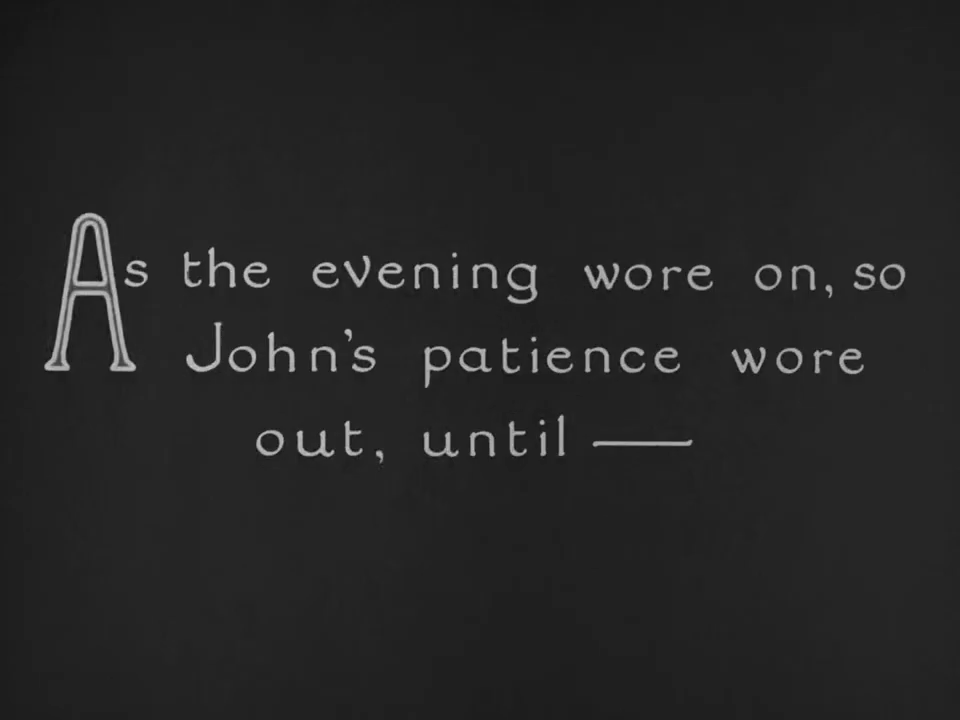 As the evening wore on, so
John's patience wore
out, until —